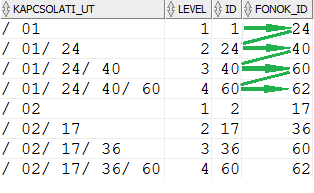 KAPCSOLATI_UT LEVEL ID FONOK_ID
/ 01 1 1 24
/ 01/ 24 2 24 40
/ 01/ 24/ 40 3 40 60
/ 01/ 24/ 40/ 60 4 60 62
/ 02 1 2 17
/ 02/ 17 2 17 36
/ 02/ 17/ 36 3 36 60
/ 02/ 17/ 36/ 60 4 60 62